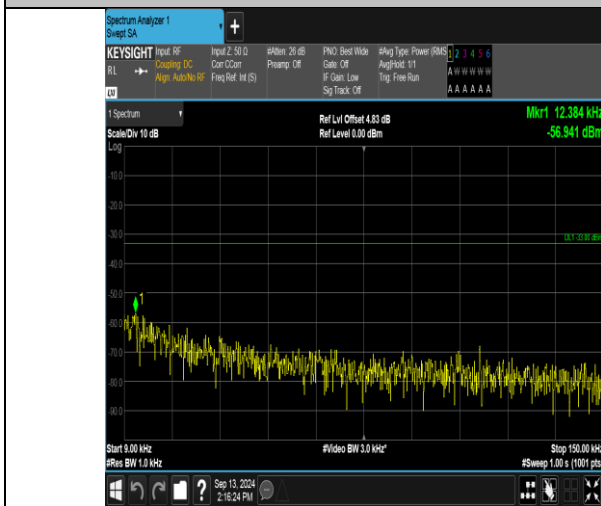 Spectrum Analyzer 1
Swept SA
+
KEYSIGHT Input: RF Input Z: 50 Ω #Atten: 26 dB PNO: Best Wide #Avg Type: Power (RMS 1 2 3 4 5 6
RL Coupling: DC Corr CCorr Preamp: Off Gate: Off Avg|Hold: 1/1 A W W W W W
Align: Auto/No RF Freq Ref: Int (S) IF Gain: Low Trig: Free Run
Sig Track: Off A A A A A A
1 Spectrum Ref Lvl Offset 4.83 dB Mkr1 12.384 kHz
Scale/Div 10 dB Ref Level 0.00 dBm -56.941 dBm
Log
-10.0
-20.0
-30.0
DL1 -33.00 dBm
-40.0
-50.0
1
-60.0
-70.0
-80.0
-90.0
Start 9.00 kHz #Video BW 3.0 kHz* Stop 150.00 kHz
#Res BW 1.0 kHz #Sweep 1.00 s (1001 pts
? Sep 13, 2024
2:16:24 PM